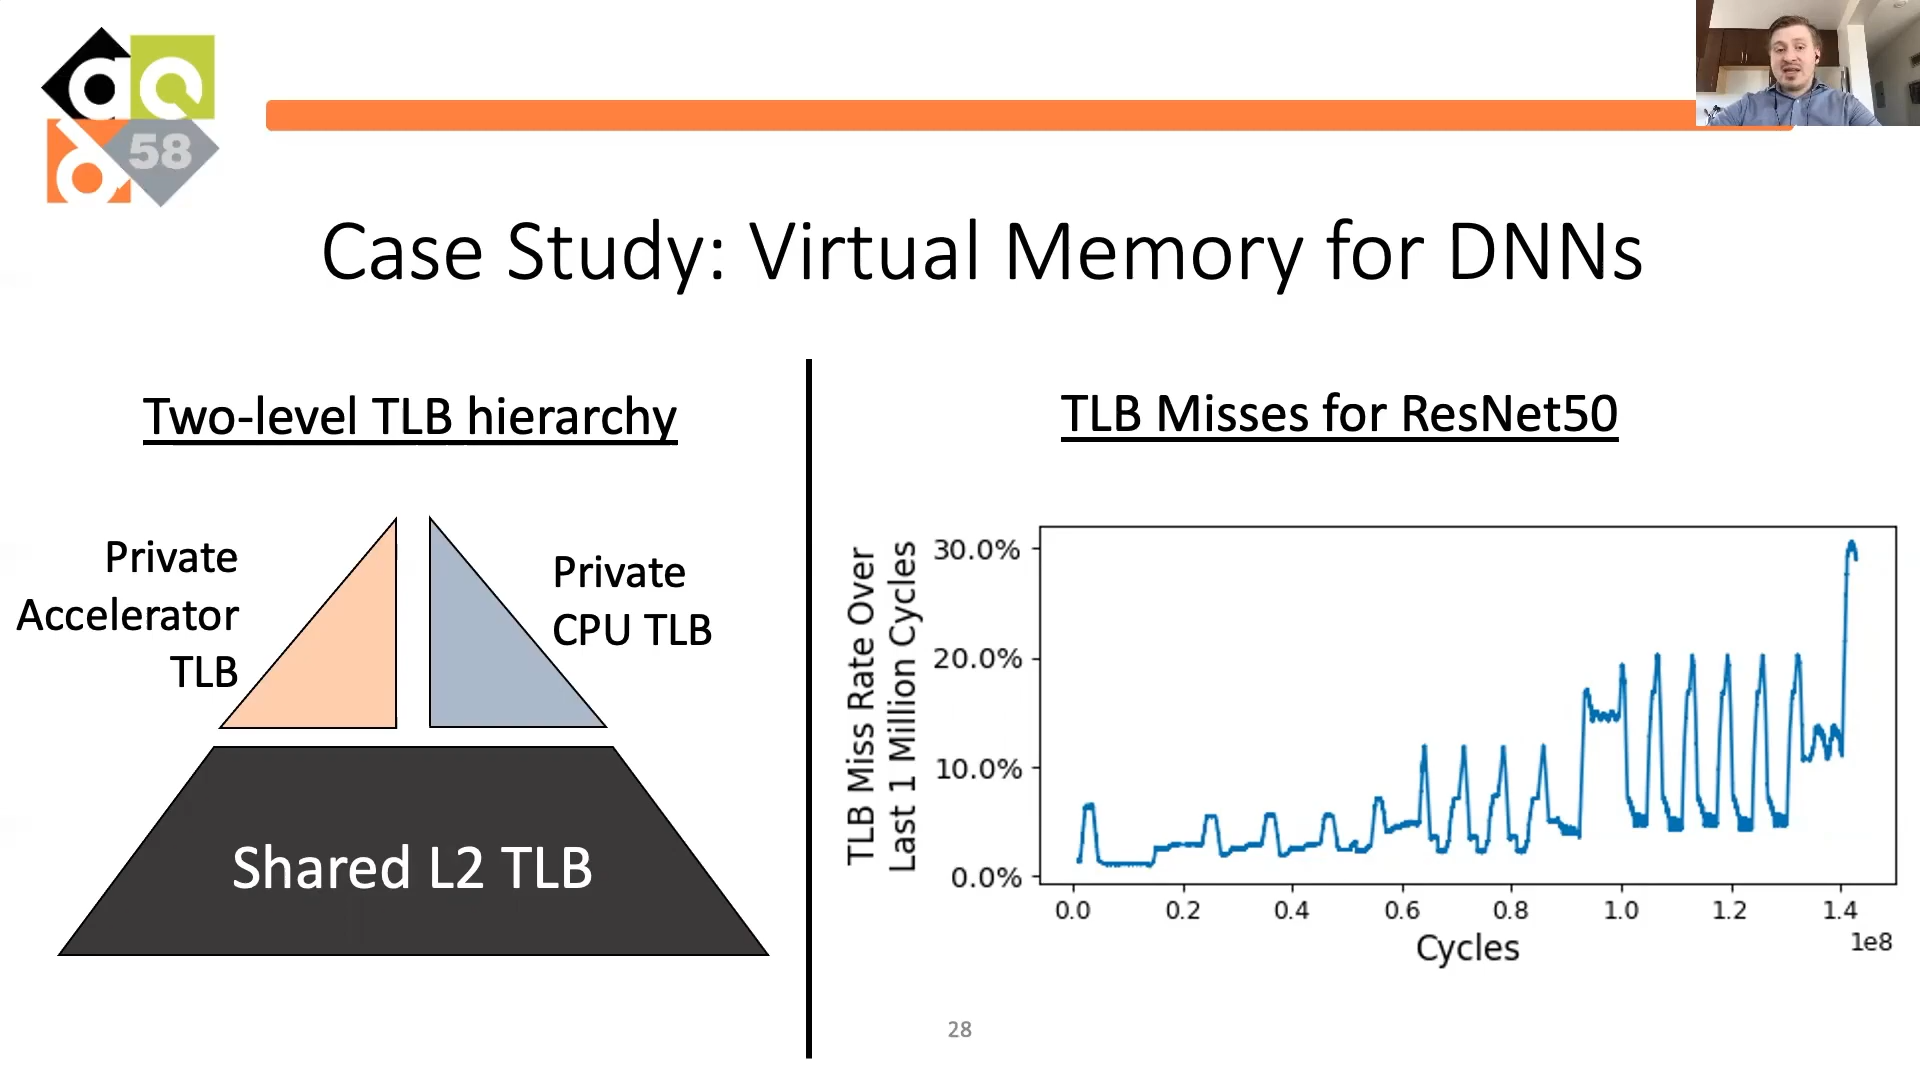 58
Case Study: Virtual Memory for DNNs
Two-level TLB hierarchy
Private
Accelerator
TLB
Private
CPU TLB
Shared L2 TLB
TLB Misses for ResNet50
TLB Miss Rate Over
Last 1 Million Cycles
30.0%
20.0%
10.0%
0.0%
0.0 0.2 0.4 0.6 0.8 1.0 1.2 1.4
1e8
Cycles
28